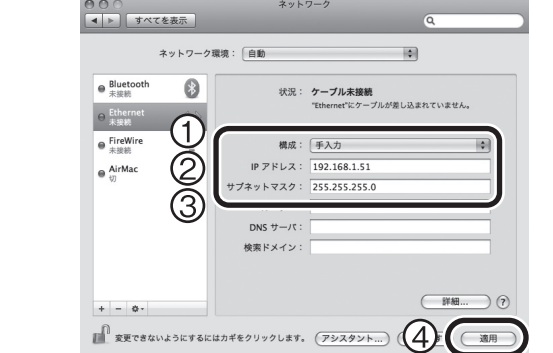 ネットワーク
すべてを表示
ネットワーク環境： 自動
Bluetooth
未接続
Ethernet
未接続
FireWire
未接続
AirMac
切
状況： ケーブル未接続
"Ethernet"にケーブルが差し込まれていません。
① 構成： 手入力
② IP アドレス： 192.168.1.51
③ サブネットマスク： 255.255.255.0
DNS サーバ：
検索ドメイン：
詳細... ?
+ −
変更できないようにするにはカギをクリックします。 アシスタント... ④ 適用